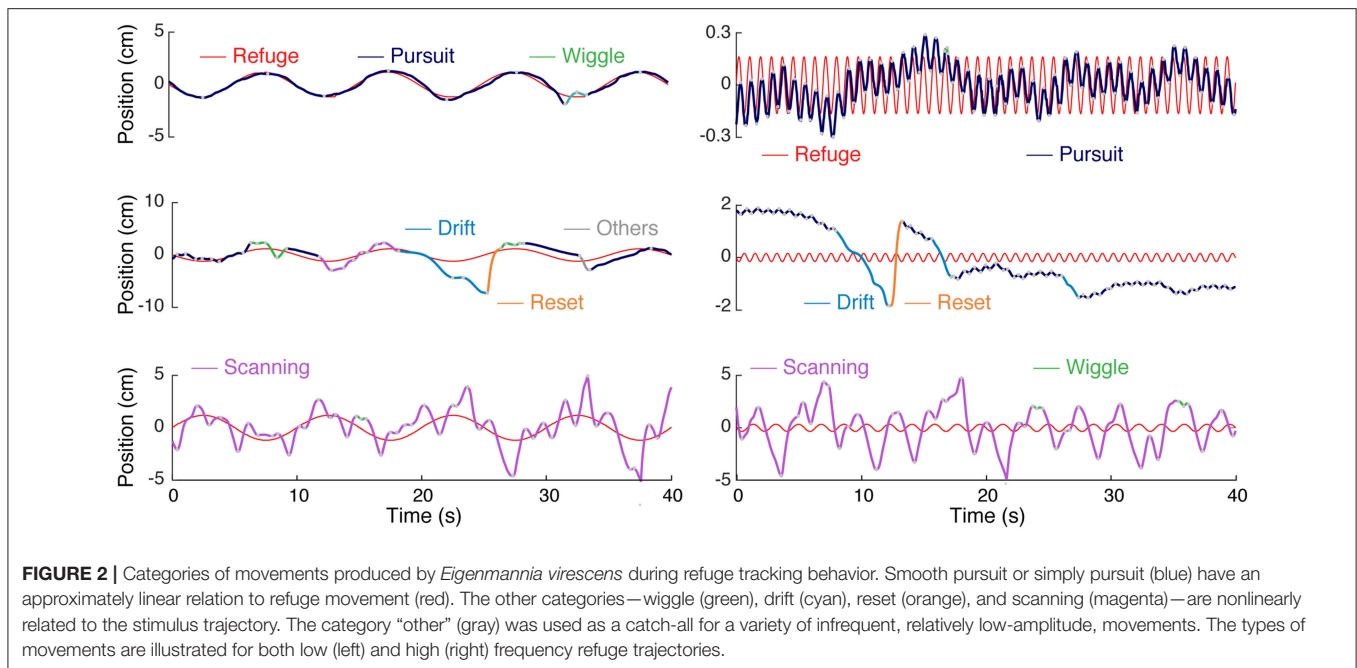 5
Refuge Pursuit Wiggle
0
-5
Position (cm)
0.3
0
-0.3
Refuge Pursuit
10
Drift Others
0
-10
Reset
Position (cm)
2
0
-2
Drift Reset
Scanning
5
0
-5
Position (cm)
0 10 20 30 40
Time (s)
Scanning Wiggle
5
0
-5
0 10 20 30 40
Time (s)
FIGURE 2 | Categories of movements produced by Eigenmannia virescens during refuge tracking behavior. Smooth pursuit or simply pursuit (blue) have an
approximately linear relation to refuge movement (red). The other categories—wiggle (green), drift (cyan), reset (orange), and scanning (magenta)—are nonlinearly
related to the stimulus trajectory. The category “other” (gray) was used as a catch-all for a variety of infrequent, relatively low-amplitude, movements. The types of
movements are illustrated for both low (left) and high (right) frequency refuge trajectories.